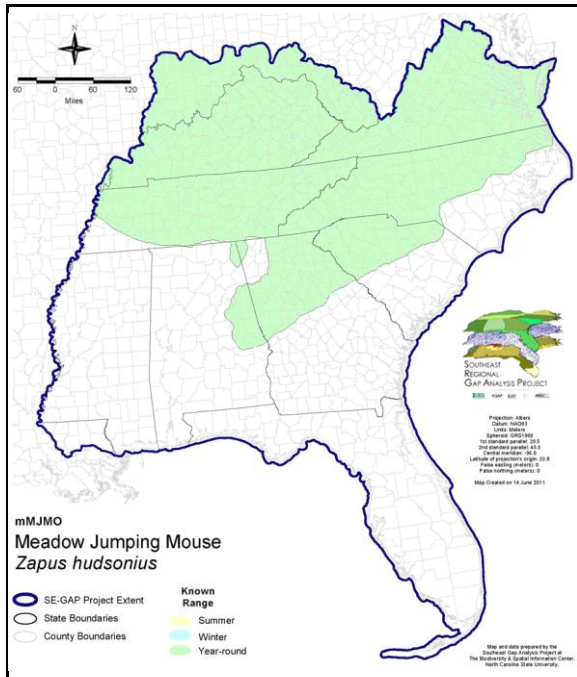 N
60 0 60 120
Miles
SOUTHEAST
REGIONAL
GAP ANALYSIS PROJECT
Projection: Albers
Datum: NAD83
Units: Meters
Spheroid: GRS1980
1st standard parallel: 29.5
2nd standard parallel: 45.5
Central meridian: -96.0
Latitude of projection's origin: 23.0
False easting (meters): 0
False northing (meters): 0
Map Created on 14 June 2011
mMJMO
Meadow Jumping Mouse
Zapus hudsonius
SE-GAP Project Extent
State Boundaries
County Boundaries
Known
Range
Summer
Winter
Year-round
Map and data prepared by the
Southeast Gap Analysis Project at
The Biodiversity & Spatial Information Center,
North Carolina State University.